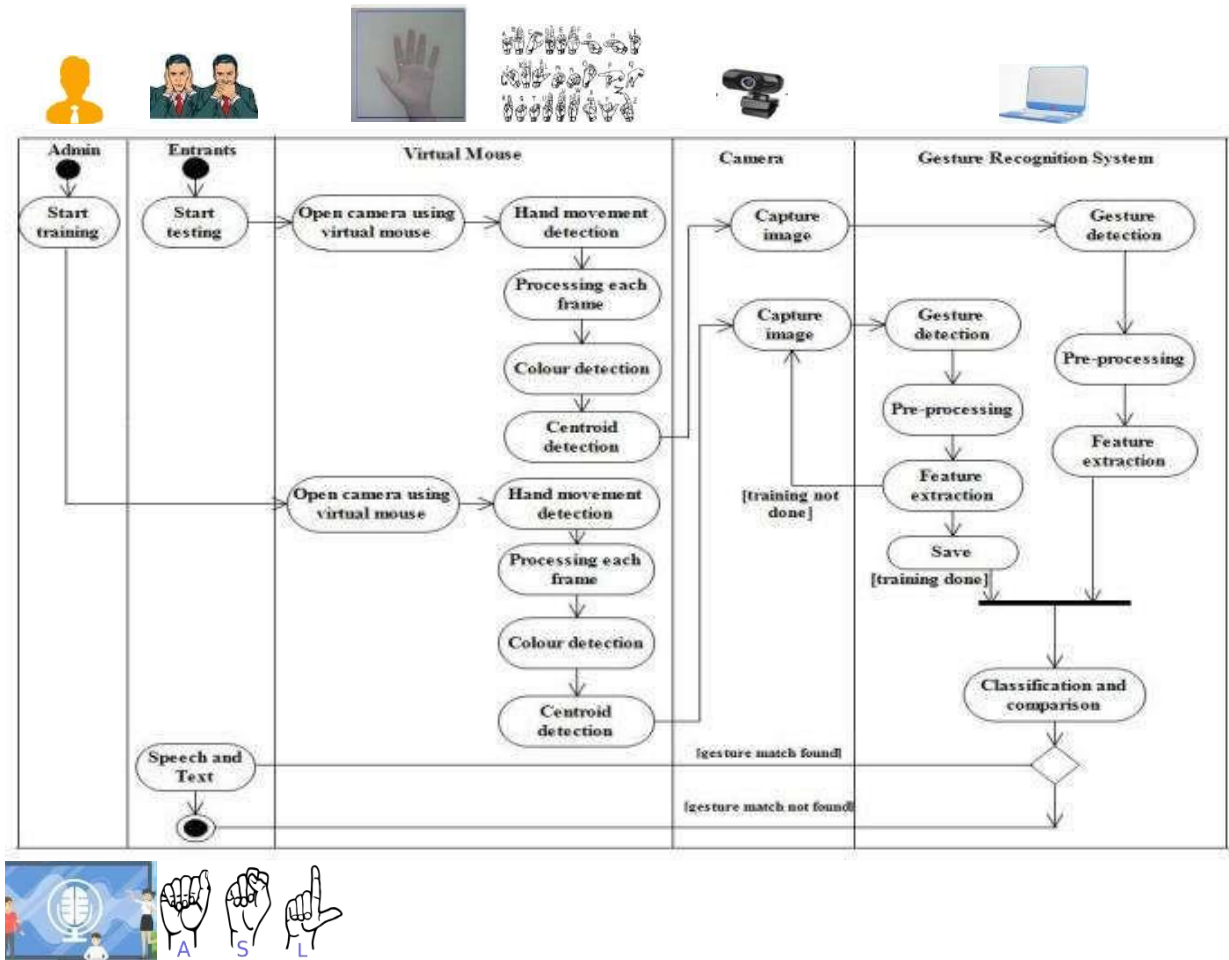 Admin
Entrants
Virtual Mouse
Camera
Gesture Recognition System
Start
training
Start
testing
Open camera using
virtual mouse
Hand movement
detection
Capture
image
Gesture
detection
Processing each
frame
Capture
image
Gesture
detection
Colour detection
Pre-processing
Pre-processing
Centroid
detection
Feature
extraction
Open camera using
virtual mouse
Hand movement
detection
[training not
done]
Feature
extraction
Processing each
frame
Save
[training done]
Colour detection
Classification and
comparison
Centroid
detection
Speech and
Text
[gesture match found]
[gesture match not found]
A S L